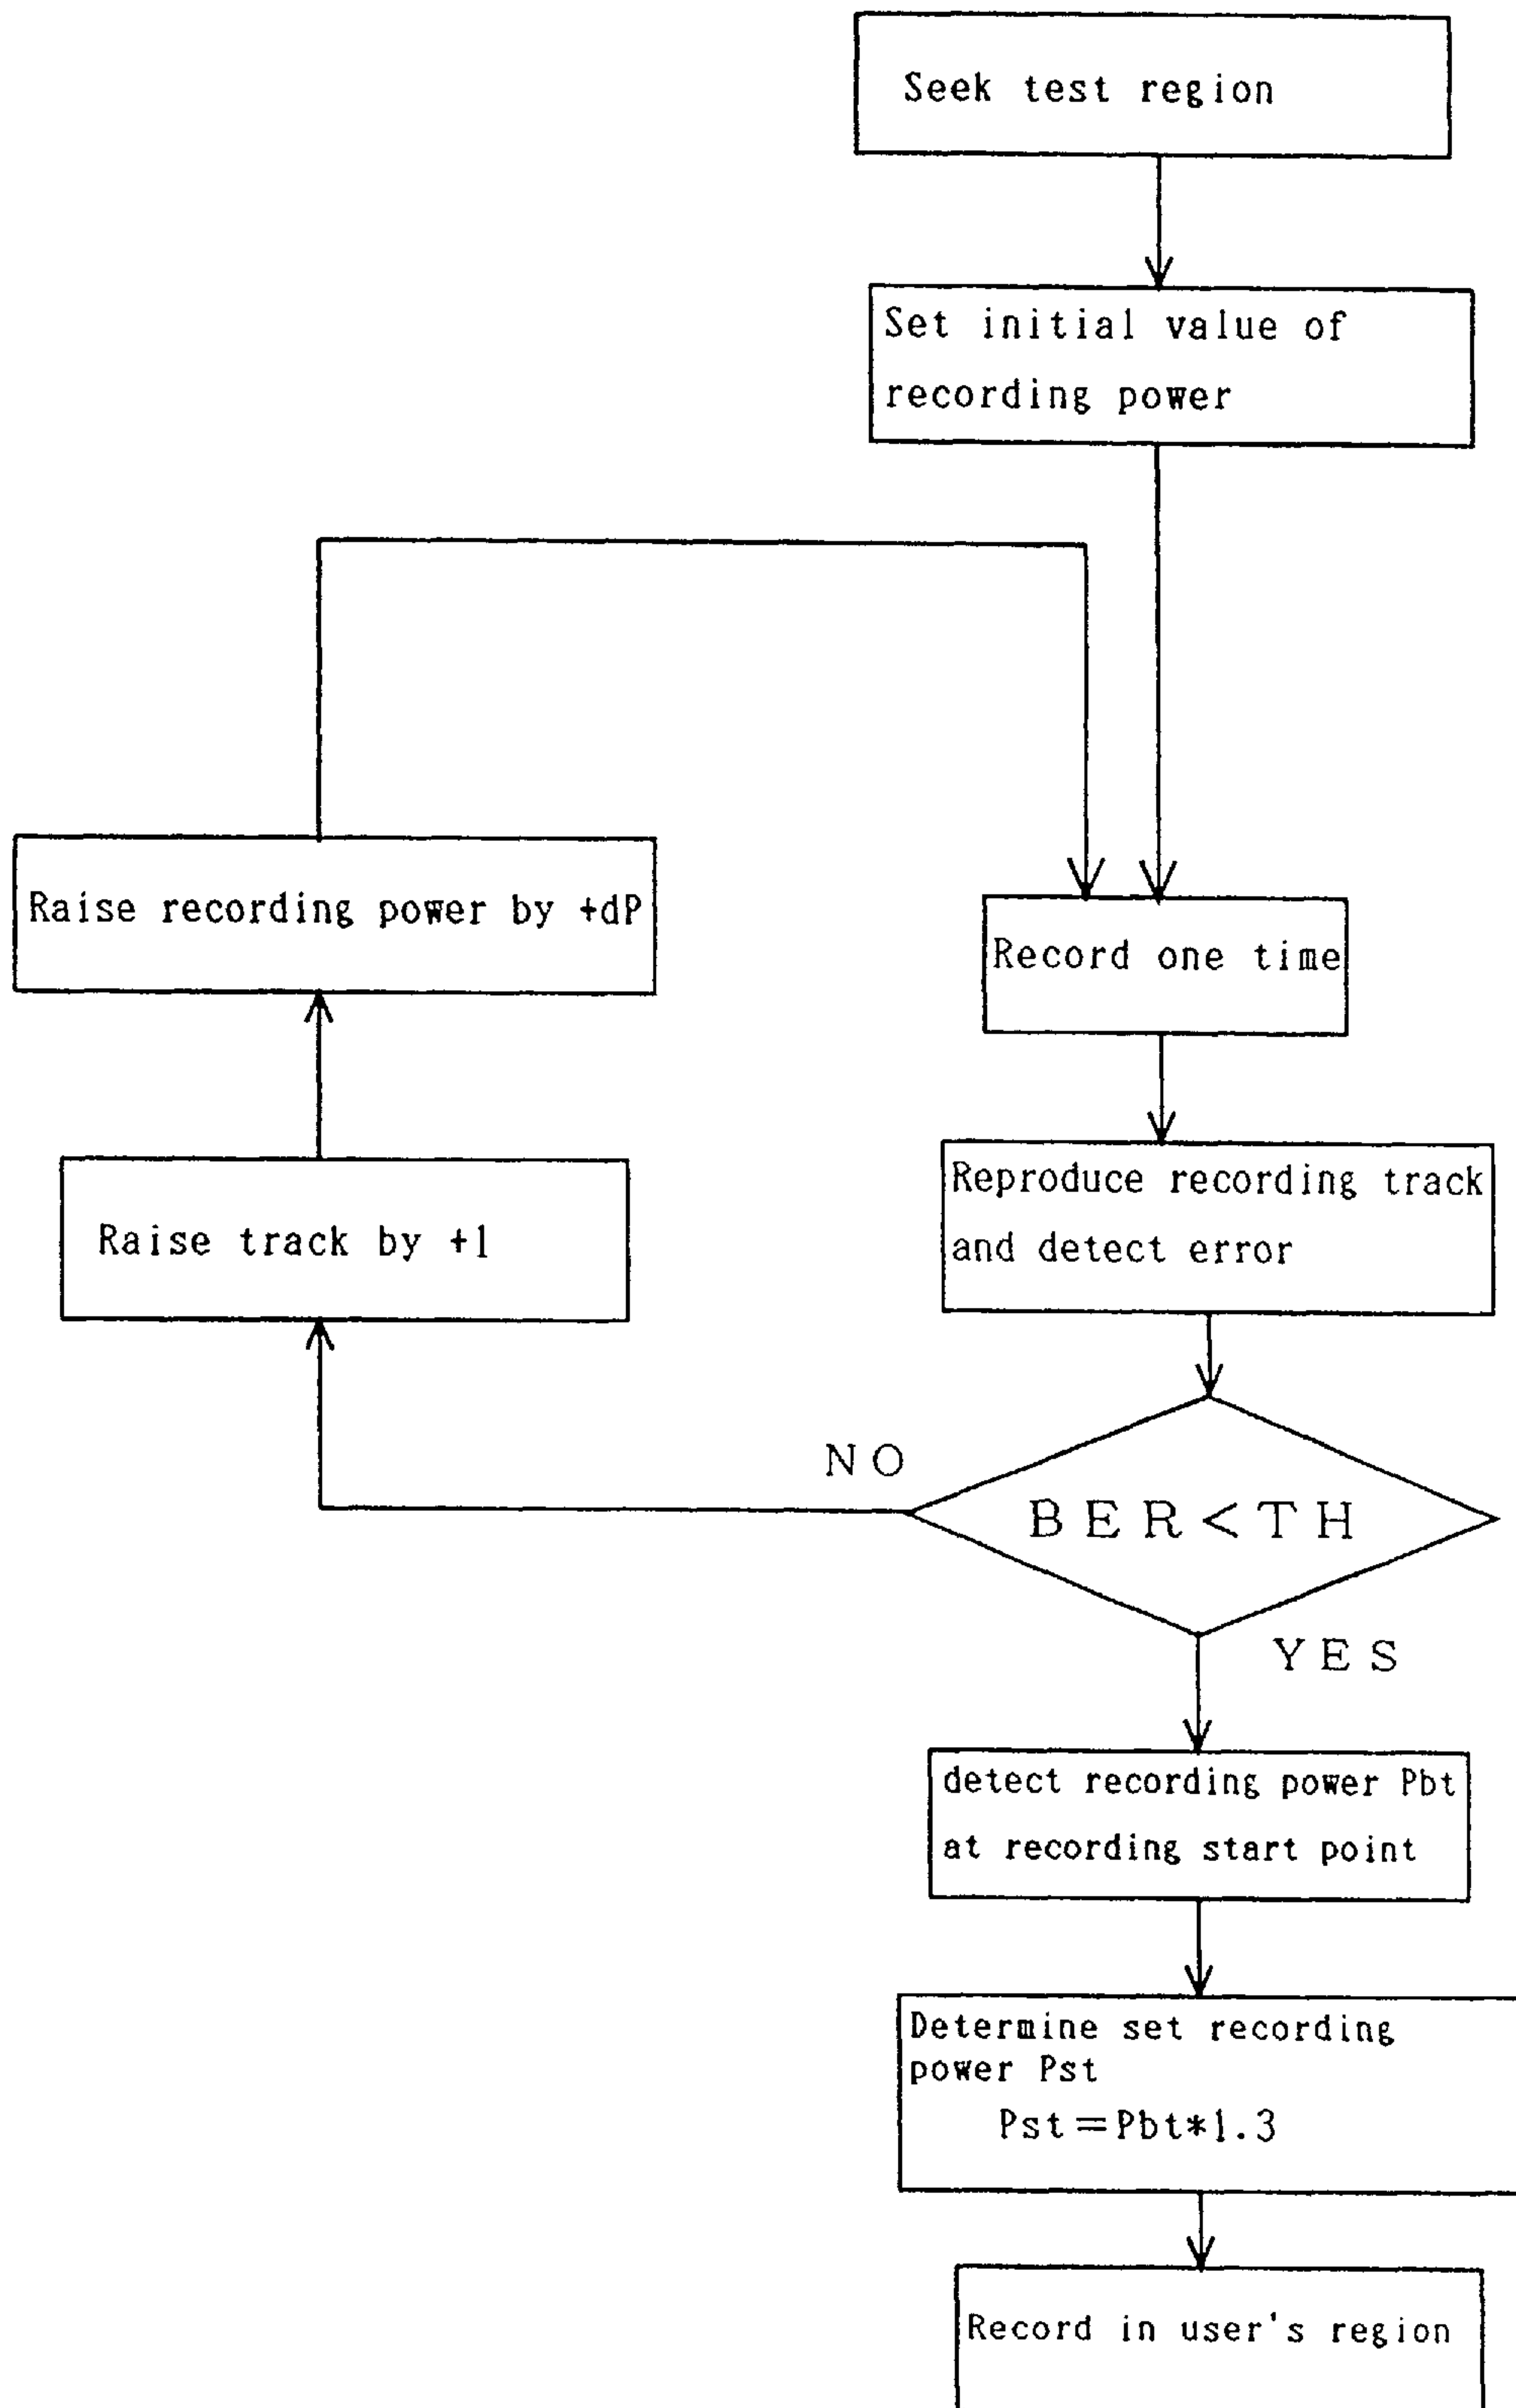 Seek test region
Set initial value of
recording power
Raise recording power by +dP
Record one time
Reproduce recording track
and detect error
Raise track by +1
NO
BER<TH
YES
detect recording power Pbt
at recording start point
Determine set recording
power Pst
Pst=Pbt*1.3
Record in user's region